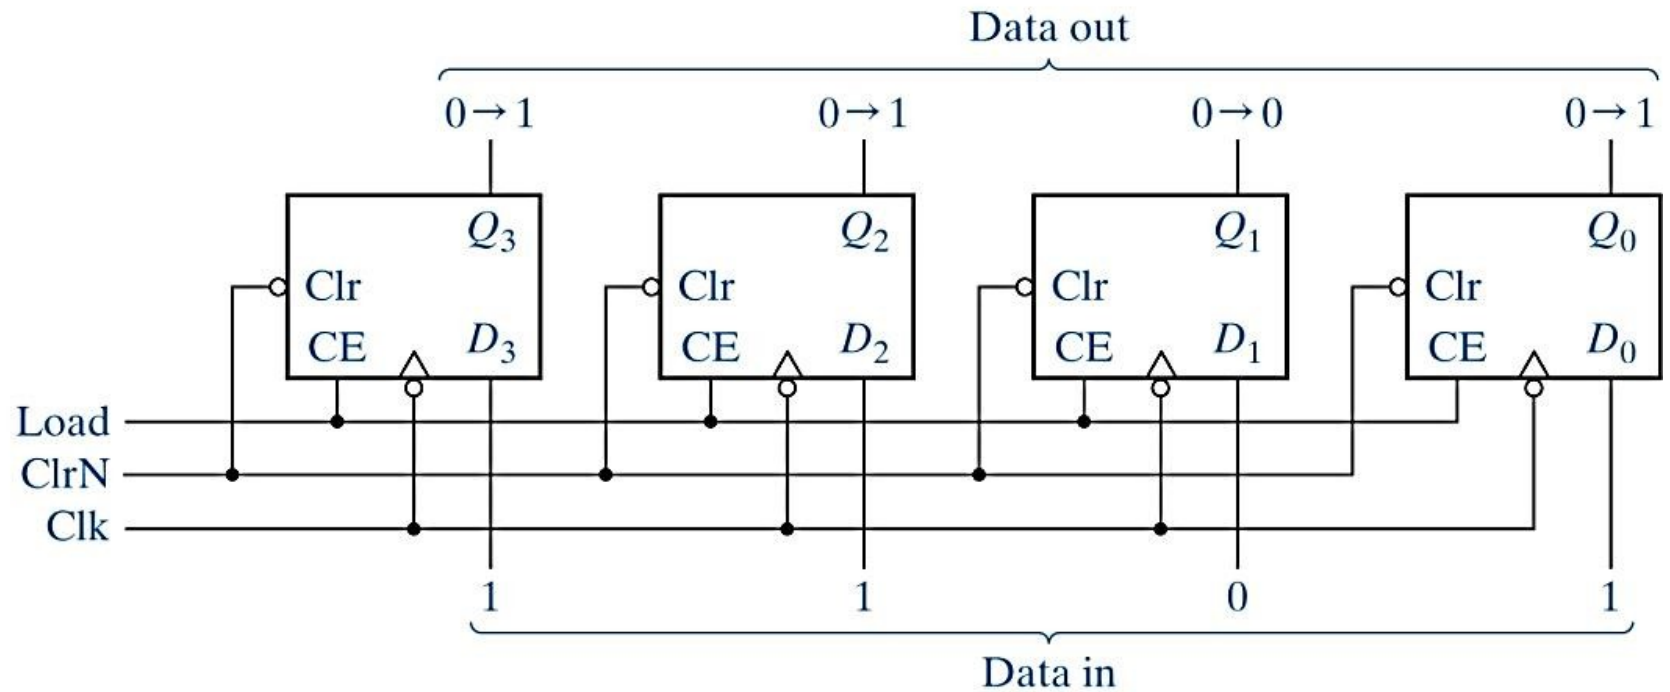 Data out
0→1 0→1 0→0 0→1
Q3 Q2 Q1 Q0
Clr Clr Clr Clr
CE D3 CE D2 CE D1 CE D0
Load
ClrN
Clk
1 1 0 1
Data in